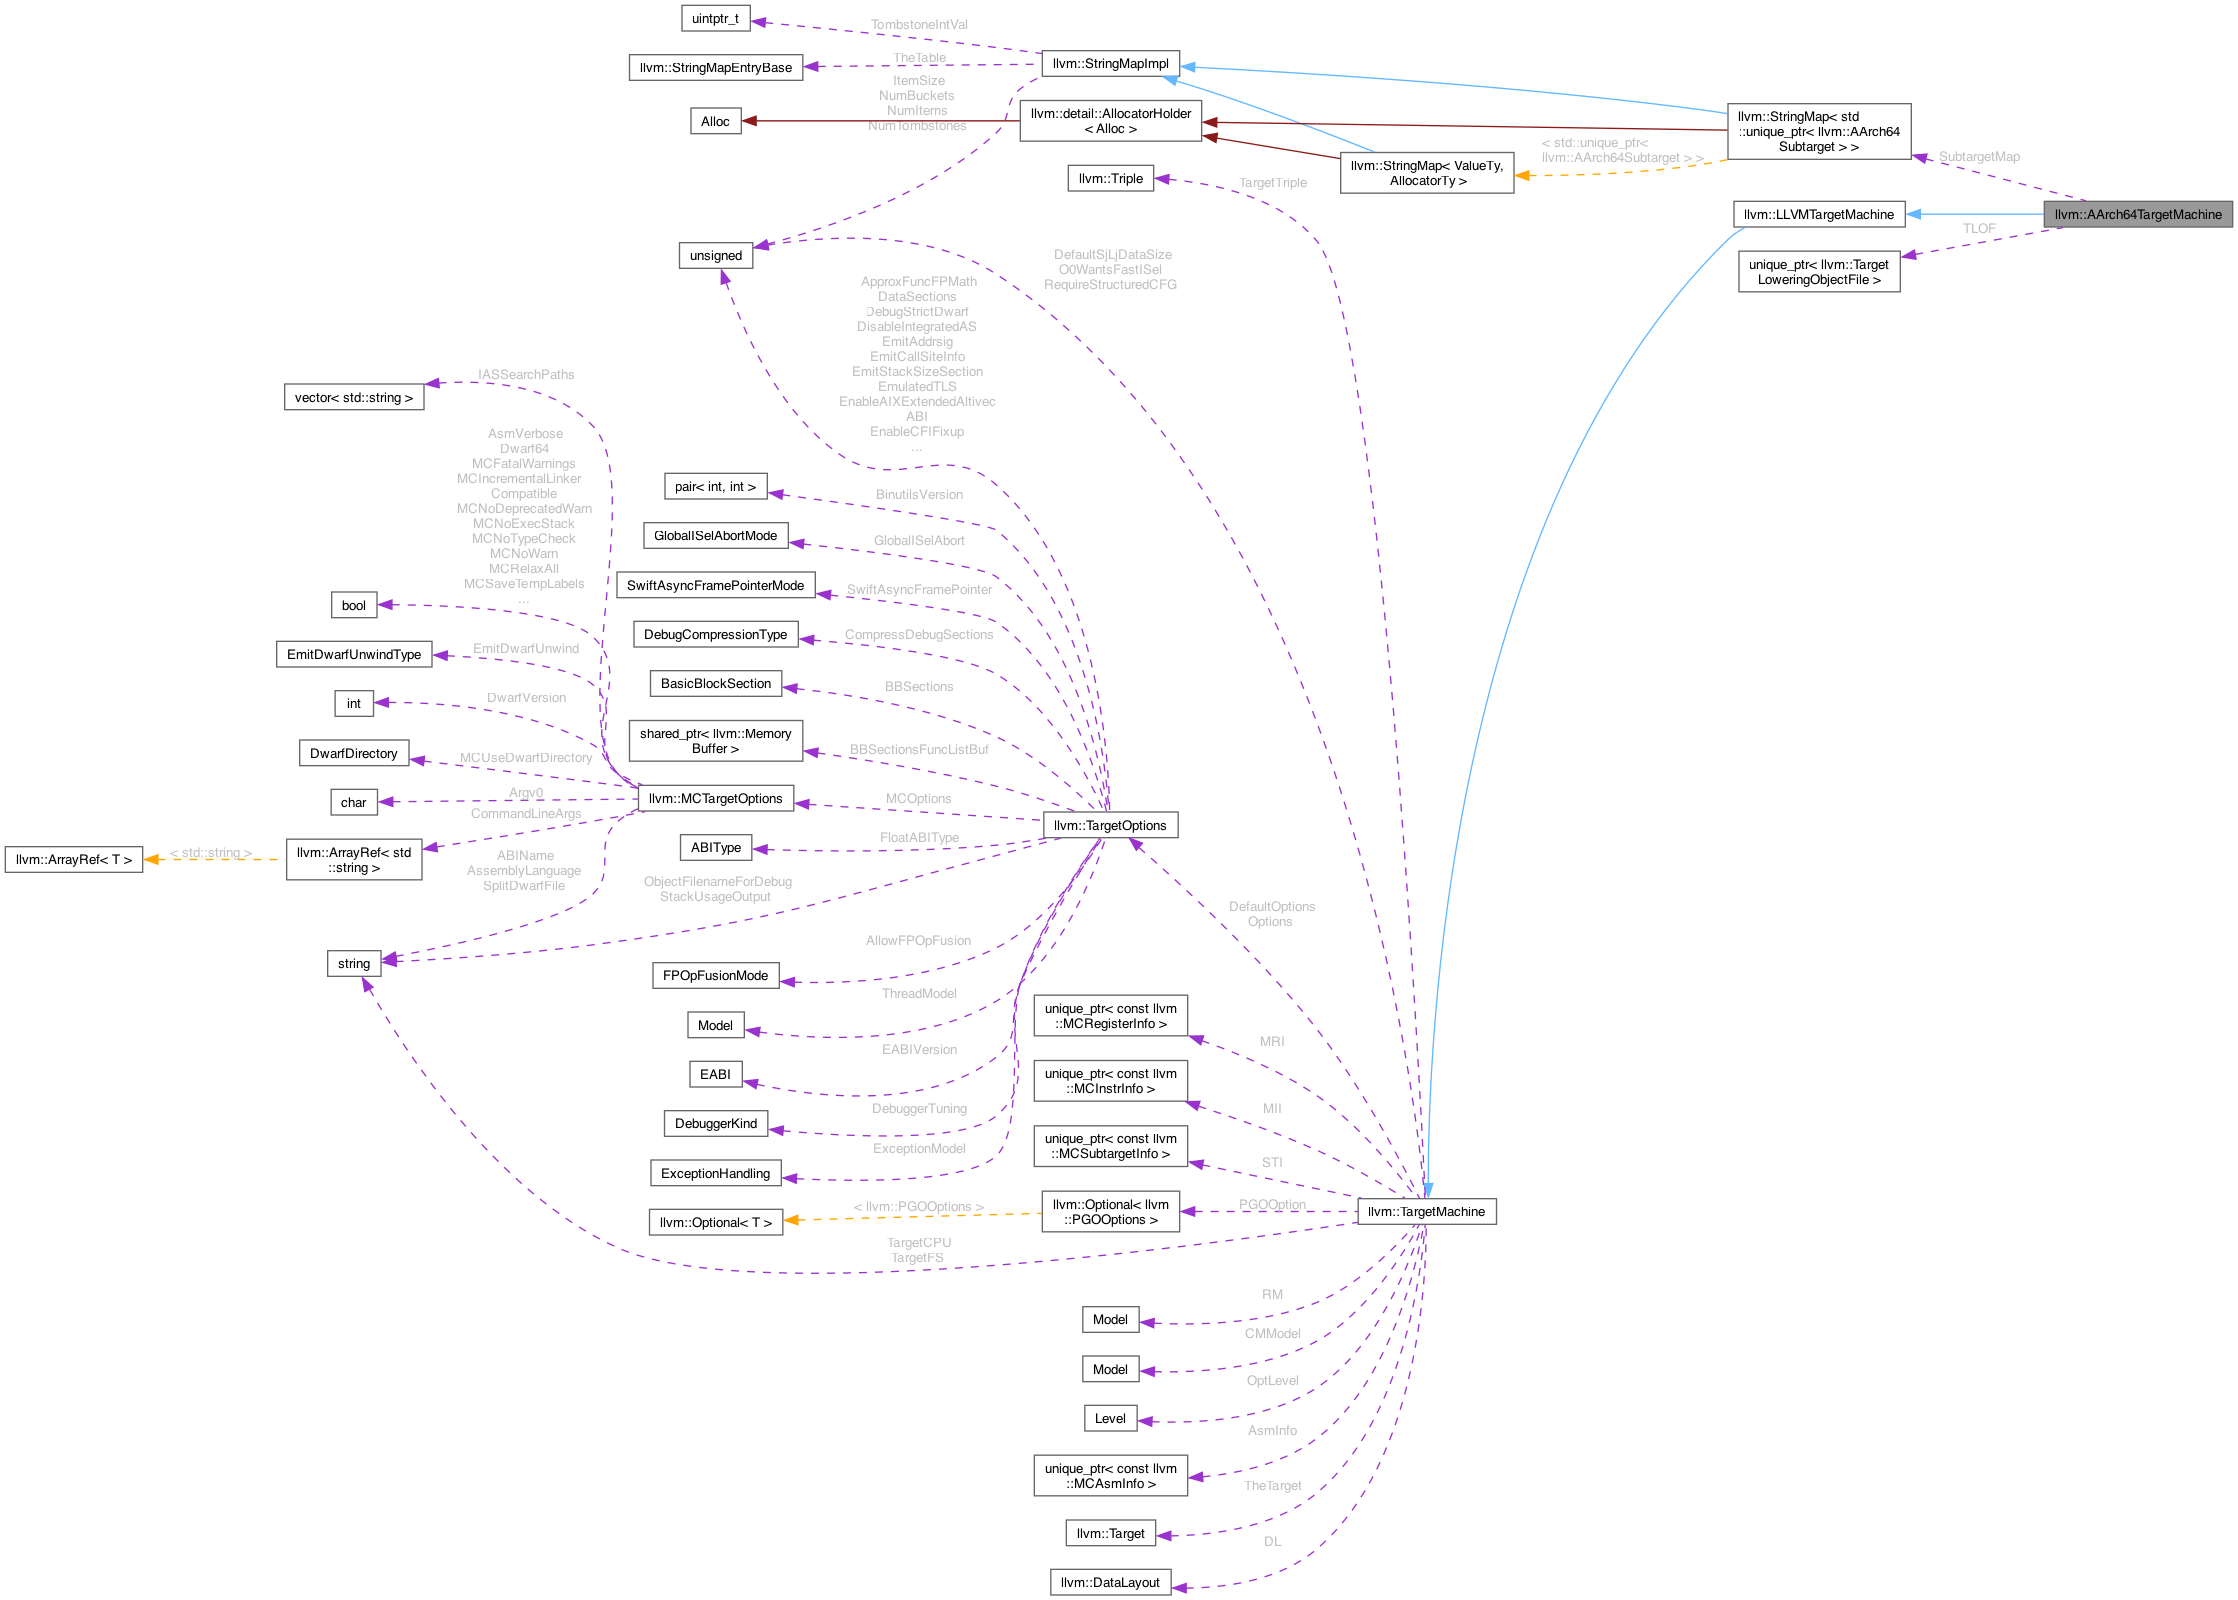 uintptr_t
TombstoneIntVal
llvm::StringMapEntryBase
TheTable
llvm::StringMapImpl
ItemSize
NumBuckets
NumItems
NumTombstones
Alloc
llvm::detail::AllocatorHolder
< Alloc >
llvm::StringMap< std
::unique_ptr< llvm::AArch64
Subtarget > >
< std::unique_ptr<
llvm::AArch64Subtarget > >
llvm::StringMap< ValueTy,
AllocatorTy >
SubtargetMap
llvm::Triple
TargetTriple
llvm::LLVMTargetMachine
llvm::AArch64TargetMachine
TLOF
unique_ptr< llvm::Target
LoweringObjectFile >
unsigned
DefaultSjLjDataSize
O0WantsFastISel
RequireStructuredCFG
ApproxFuncFPMath
DataSections
DebugStrictDwarf
DisableIntegratedAS
EmitAddrsig
EmitCallSiteInfo
EmitStackSizeSection
EmulatedTLS
EnableAIXExtendedAltivec
ABI
EnableCFIFixup
...
vector< std::string >
IASSearchPaths
AsmVerbose
Dwarf64
MCFatalWarnings
MCIncrementalLinker
Compatible
MCNoDeprecatedWarn
MCNoExecStack
MCNoTypeCheck
MCNoWarn
MCRelaxAll
MCSaveTempLabels
...
pair< int, int >
BinutilsVersion
GlobalISelAbortMode
GlobalISelAbort
SwiftAsyncFramePointerMode
SwiftAsyncFramePointer
bool
DebugCompressionType
CompressDebugSections
EmitDwarfUnwindType
EmitDwarfUnwind
BasicBlockSection
BBSections
int
DwarfVersion
shared_ptr< llvm::Memory
Buffer >
BBSectionsFuncListBuf
DwarfDirectory
MCUseDwarfDirectory
char
Argv0
llvm::MCTargetOptions
MCOptions
llvm::TargetOptions
CommandLineArgs
llvm::ArrayRef< T >
< std::string >
llvm::ArrayRef< std
::string >
ABIName
AssemblyLanguage
SplitDwarfFile
ABIType
FloatABIType
ObjectFilenameForDebug
StackUsageOutput
DefaultOptions
Options
string
AllowFPOpFusion
FPOpFusionMode
ThreadModel
Model
unique_ptr< const llvm
::MCRegisterInfo >
MRI
EABIVersion
EABI
unique_ptr< const llvm
::MCInstrInfo >
MII
DebuggerTuning
DebuggerKind
unique_ptr< const llvm
::MCSubtargetInfo >
STI
ExceptionModel
ExceptionHandling
llvm::Optional< T >
< llvm::PGOOptions >
llvm::Optional< llvm
::PGOOptions >
PGOOption
llvm::TargetMachine
TargetCPU
TargetFS
RM
Model
CMModel
Model
OptLevel
Level
AsmInfo
unique_ptr< const llvm
::MCAsmInfo >
TheTarget
llvm::Target
DL
llvm::DataLayout